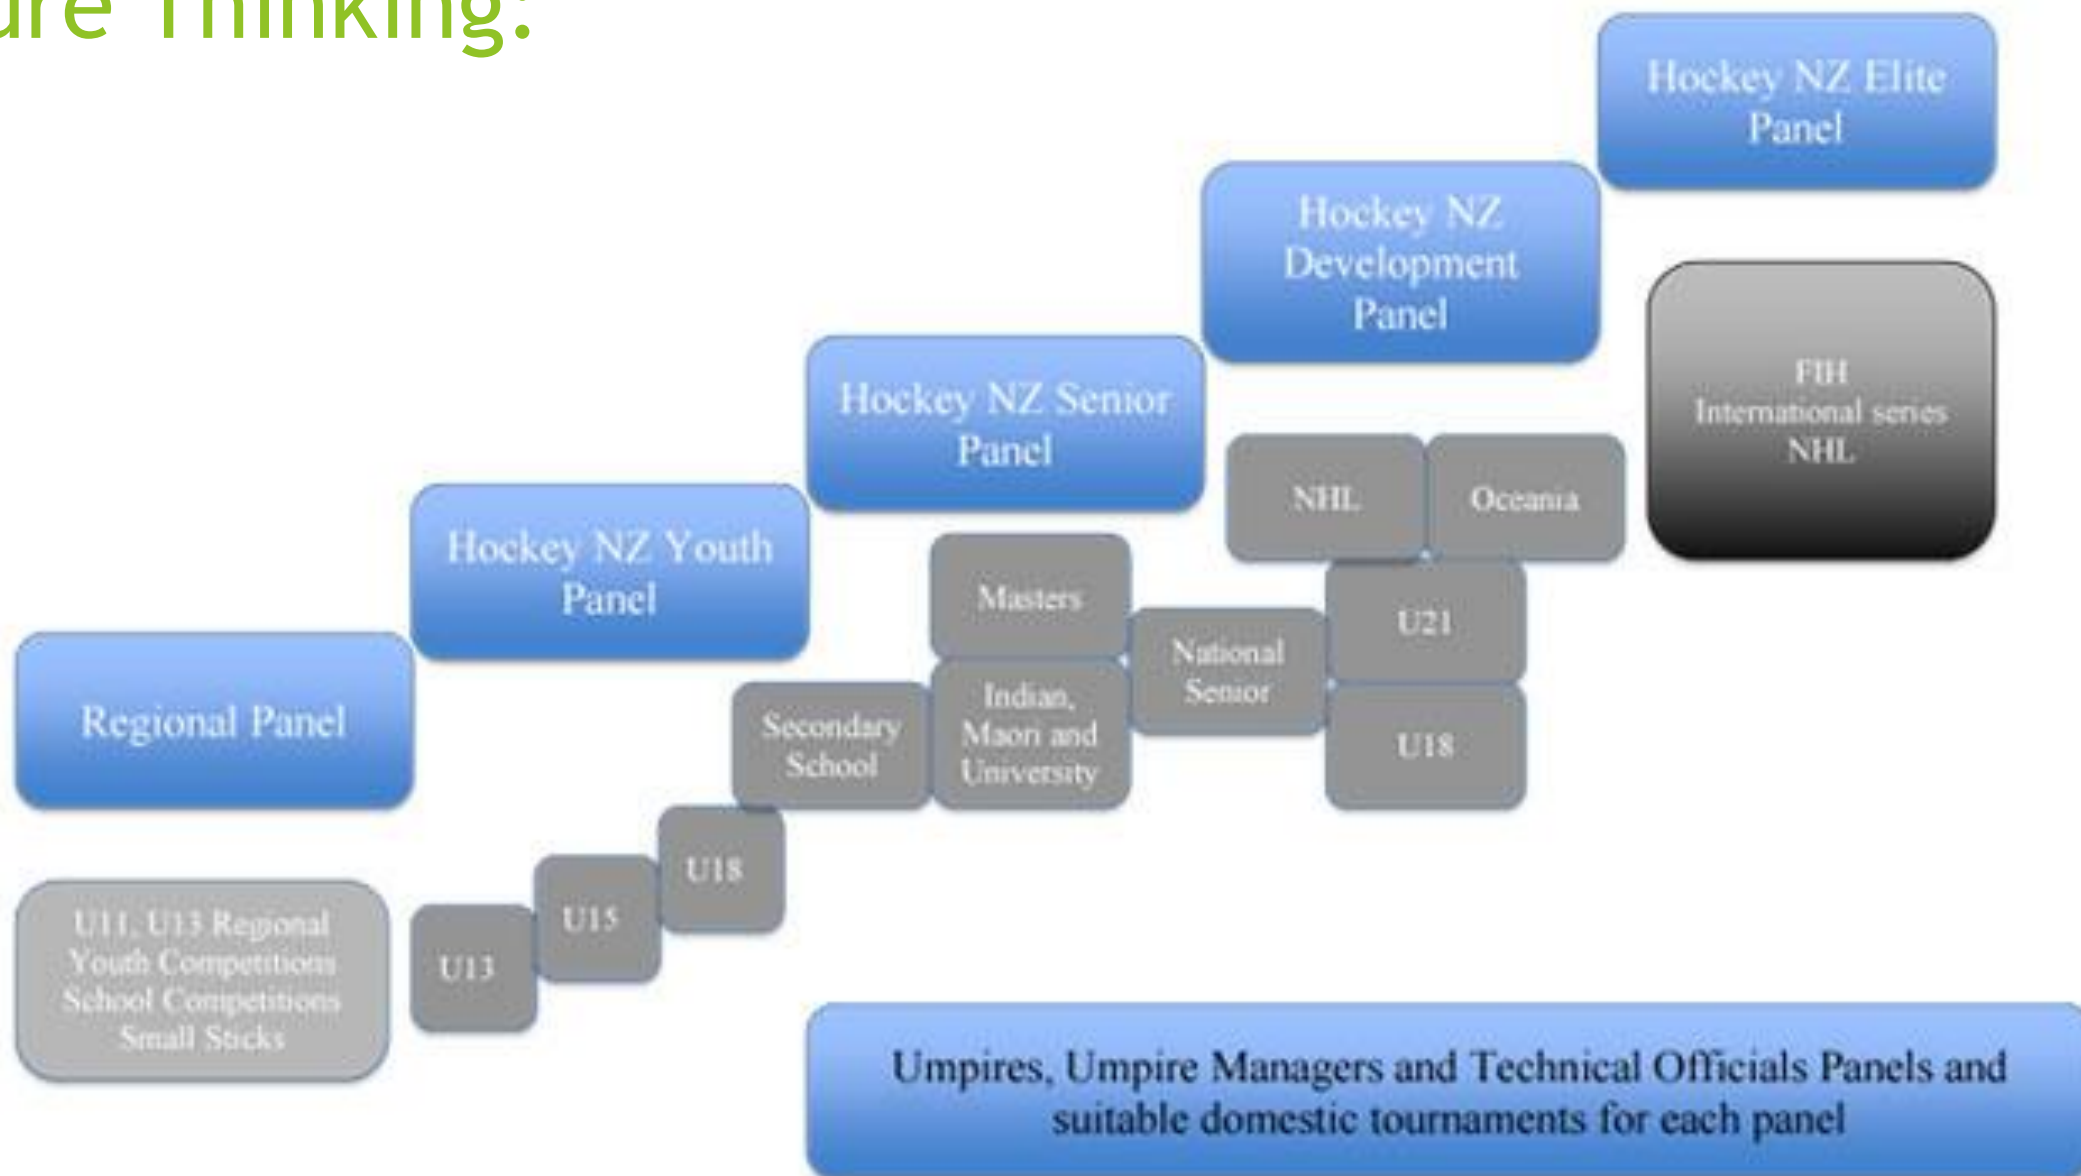 Thinking:
Hockey NZ Elite
Panel
Hockey NZ
Development
Panel
FIH
International series
NHL
Hockey NZ Senior
Panel
NHL
Oceania
Hockey NZ Youth
Panel
Masters
U21
National
Senior
Regional Panel
Secondary
School
Indian,
Maori and
University
U18
U18
U15
U13
U11, U13 Regional
Youth Competitions
School Competitions
Small Sticks
Umpires, Umpire Managers and Technical Officials Panels and
suitable domestic tournaments for each panel